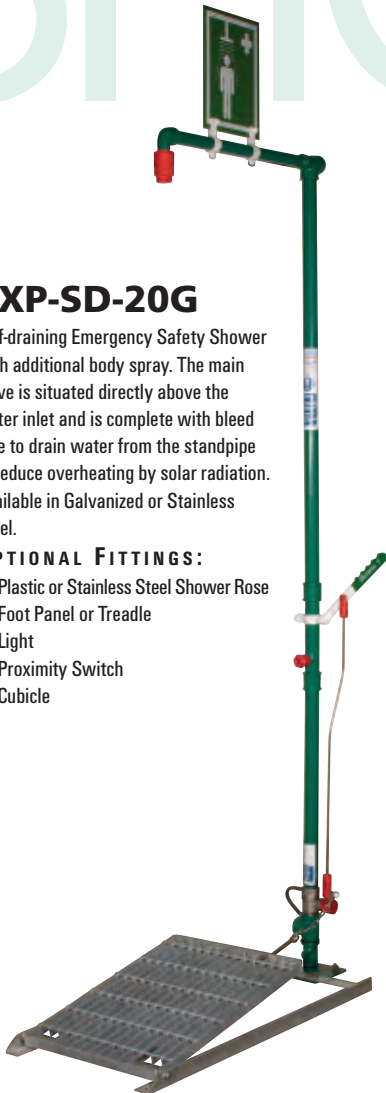 XP-SD-20G
f-draining Emergency Safety Shower
h additional body spray. The main
ve is situated directly above the
ter inlet and is complete with bleed
e to drain water from the standpipe
educe overheating by solar radiation.
ailable in Galvanized or Stainless
el.
PTIONAL FITTINGS:
Plastic or Stainless Steel Shower Rose
Foot Panel or Treadle
Light
Proximity Switch
Cubicle